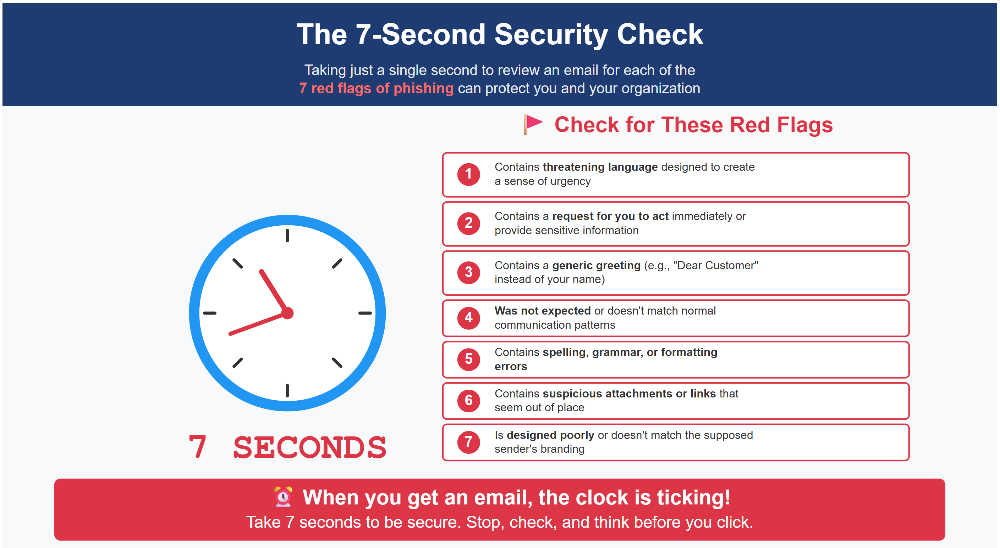 The 7-Second Security Check
Taking just a single second to review an email for each of the
7 red flags of phishing can protect you and your organization
Check for These Red Flags
1
Contains threatening language designed to create
a sense of urgency
2
Contains a request for you to act immediately or
provide sensitive information
3
Contains a generic greeting (e.g., "Dear Customer"
instead of your name)
4
Was not expected or doesn't match normal
communication patterns
5
Contains spelling, grammar, or formatting
errors
6
Contains suspicious attachments or links that
seem out of place
7
Is designed poorly or doesn't match the supposed
sender's branding
7 SECONDS
When you get an email, the clock is ticking!
Take 7 seconds to be secure. Stop, check, and think before you click.